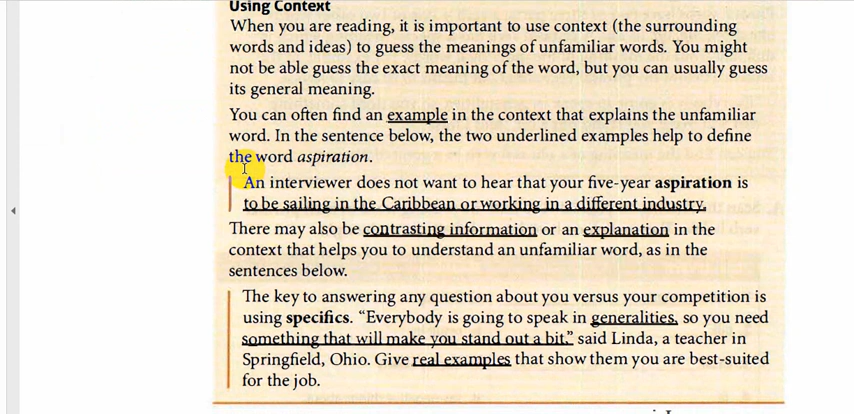 Using Context
When you are reading, it is important to use context (the surrounding
words and ideas) to guess the meanings of unfamiliar words. You might
not be able guess the exact meaning of the word, but you can usually guess
its general meaning.
You can often find an example in the context that explains the unfamiliar
word. In the sentence below, the two underlined examples help to define
the word aspiration.
An interviewer does not want to hear that your five-year aspiration is
to be sailing in the Caribbean or working in a different industry.
There may also be contrasting information or an explanation in the
context that helps you to understand an unfamiliar word, as in the
sentences below.
The key to answering any question about you versus your competition is
using specifics. “Everybody is going to speak in generalities, so you need
something that will make you stand out a bit.” said Linda, a teacher in
Springfield, Ohio. Give real examples that show them you are best-suited
for the job.